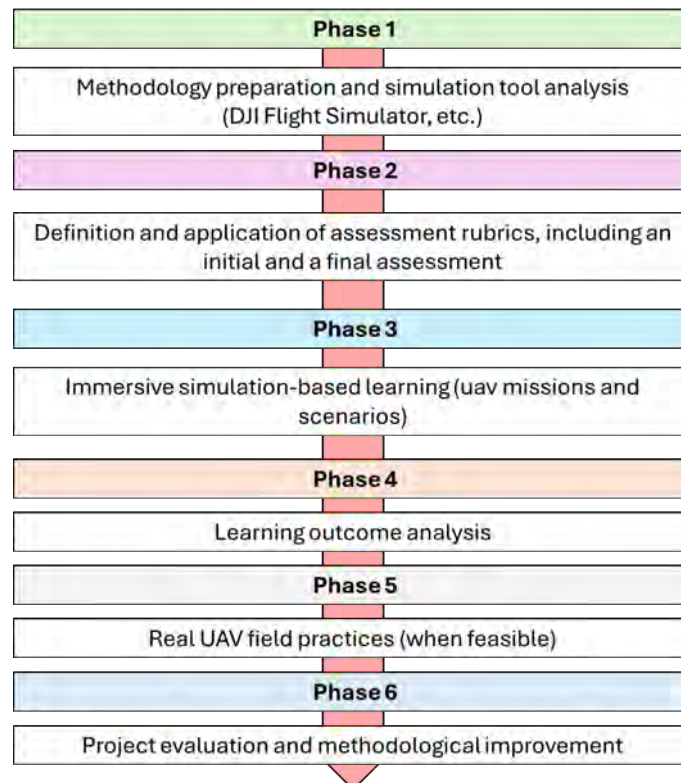 Phase 1
Methodology preparation and simulation tool analysis
(DJI Flight Simulator, etc.)
Phase 2
Definition and application of assessment rubrics, including an
initial and a final assessment
Phase 3
Immersive simulation-based learning (uav missions and
scenarios)
Phase 4
Learning outcome analysis
Phase 5
Real UAV field practices (when feasible)
Phase 6
Project evaluation and methodological improvement